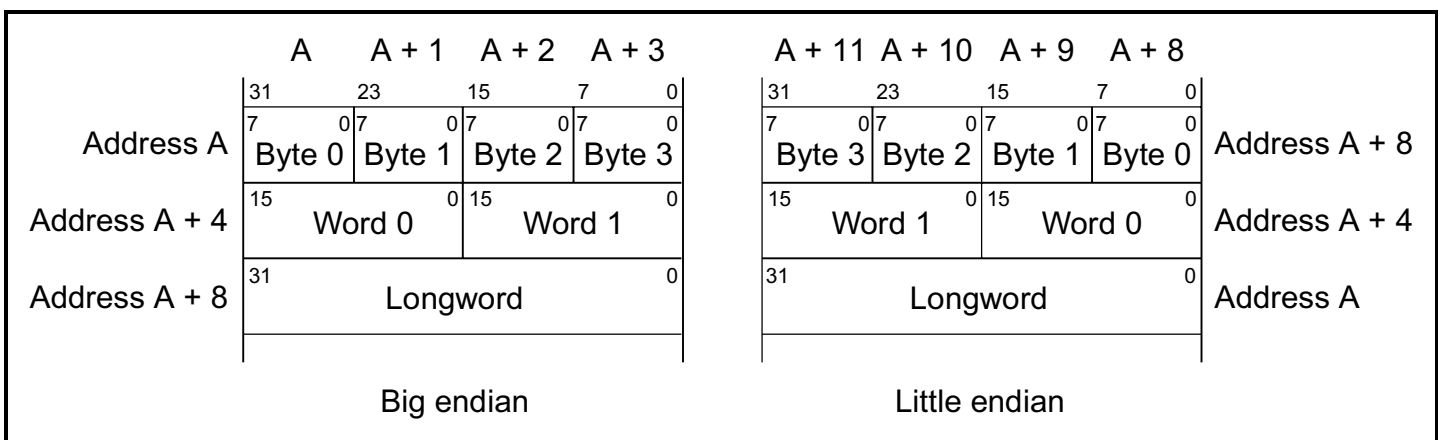 A A + 1 A + 2 A + 3 A + 11 A + 10 A + 9 A + 8
31 23 15 7 0 31 23 15 7 0
7 0 7 0 7 0 7 0 7 0 7 0 7 0 7 0
Address A Byte 0 Byte 1 Byte 2 Byte 3 Byte 3 Byte 2 Byte 1 Byte 0 Address A + 8
15 0 15 0 15 0 15 0
Address A + 4 Word 0 Word 1 Word 1 Word 0 Address A + 4
31 0 31 0
Address A + 8 Longword Longword Address A
Big endian Little endian